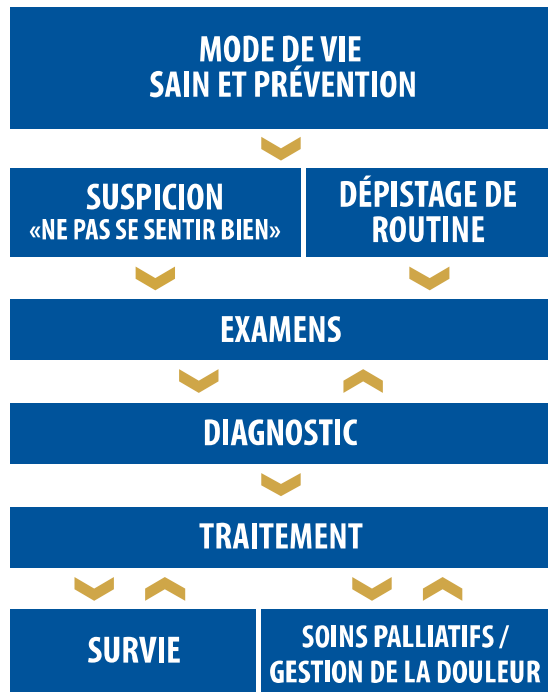 MODE DE VIE
SAIN ET PRÉVENTION
SUSPICION
«NE PAS SE SENTIR BIEN»
DÉPISTAGE DE
ROUTINE
EXAMENS
DIAGNOSTIC
TRAITEMENT
SURVIE
SOINS PALLIATIFS /
GESTION DE LA DOULEUR